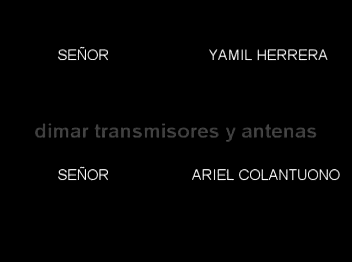 SEÑOR YAMIL HERRERA
dimar transmisores y antenas
SEÑOR ARIEL COLANTUONO